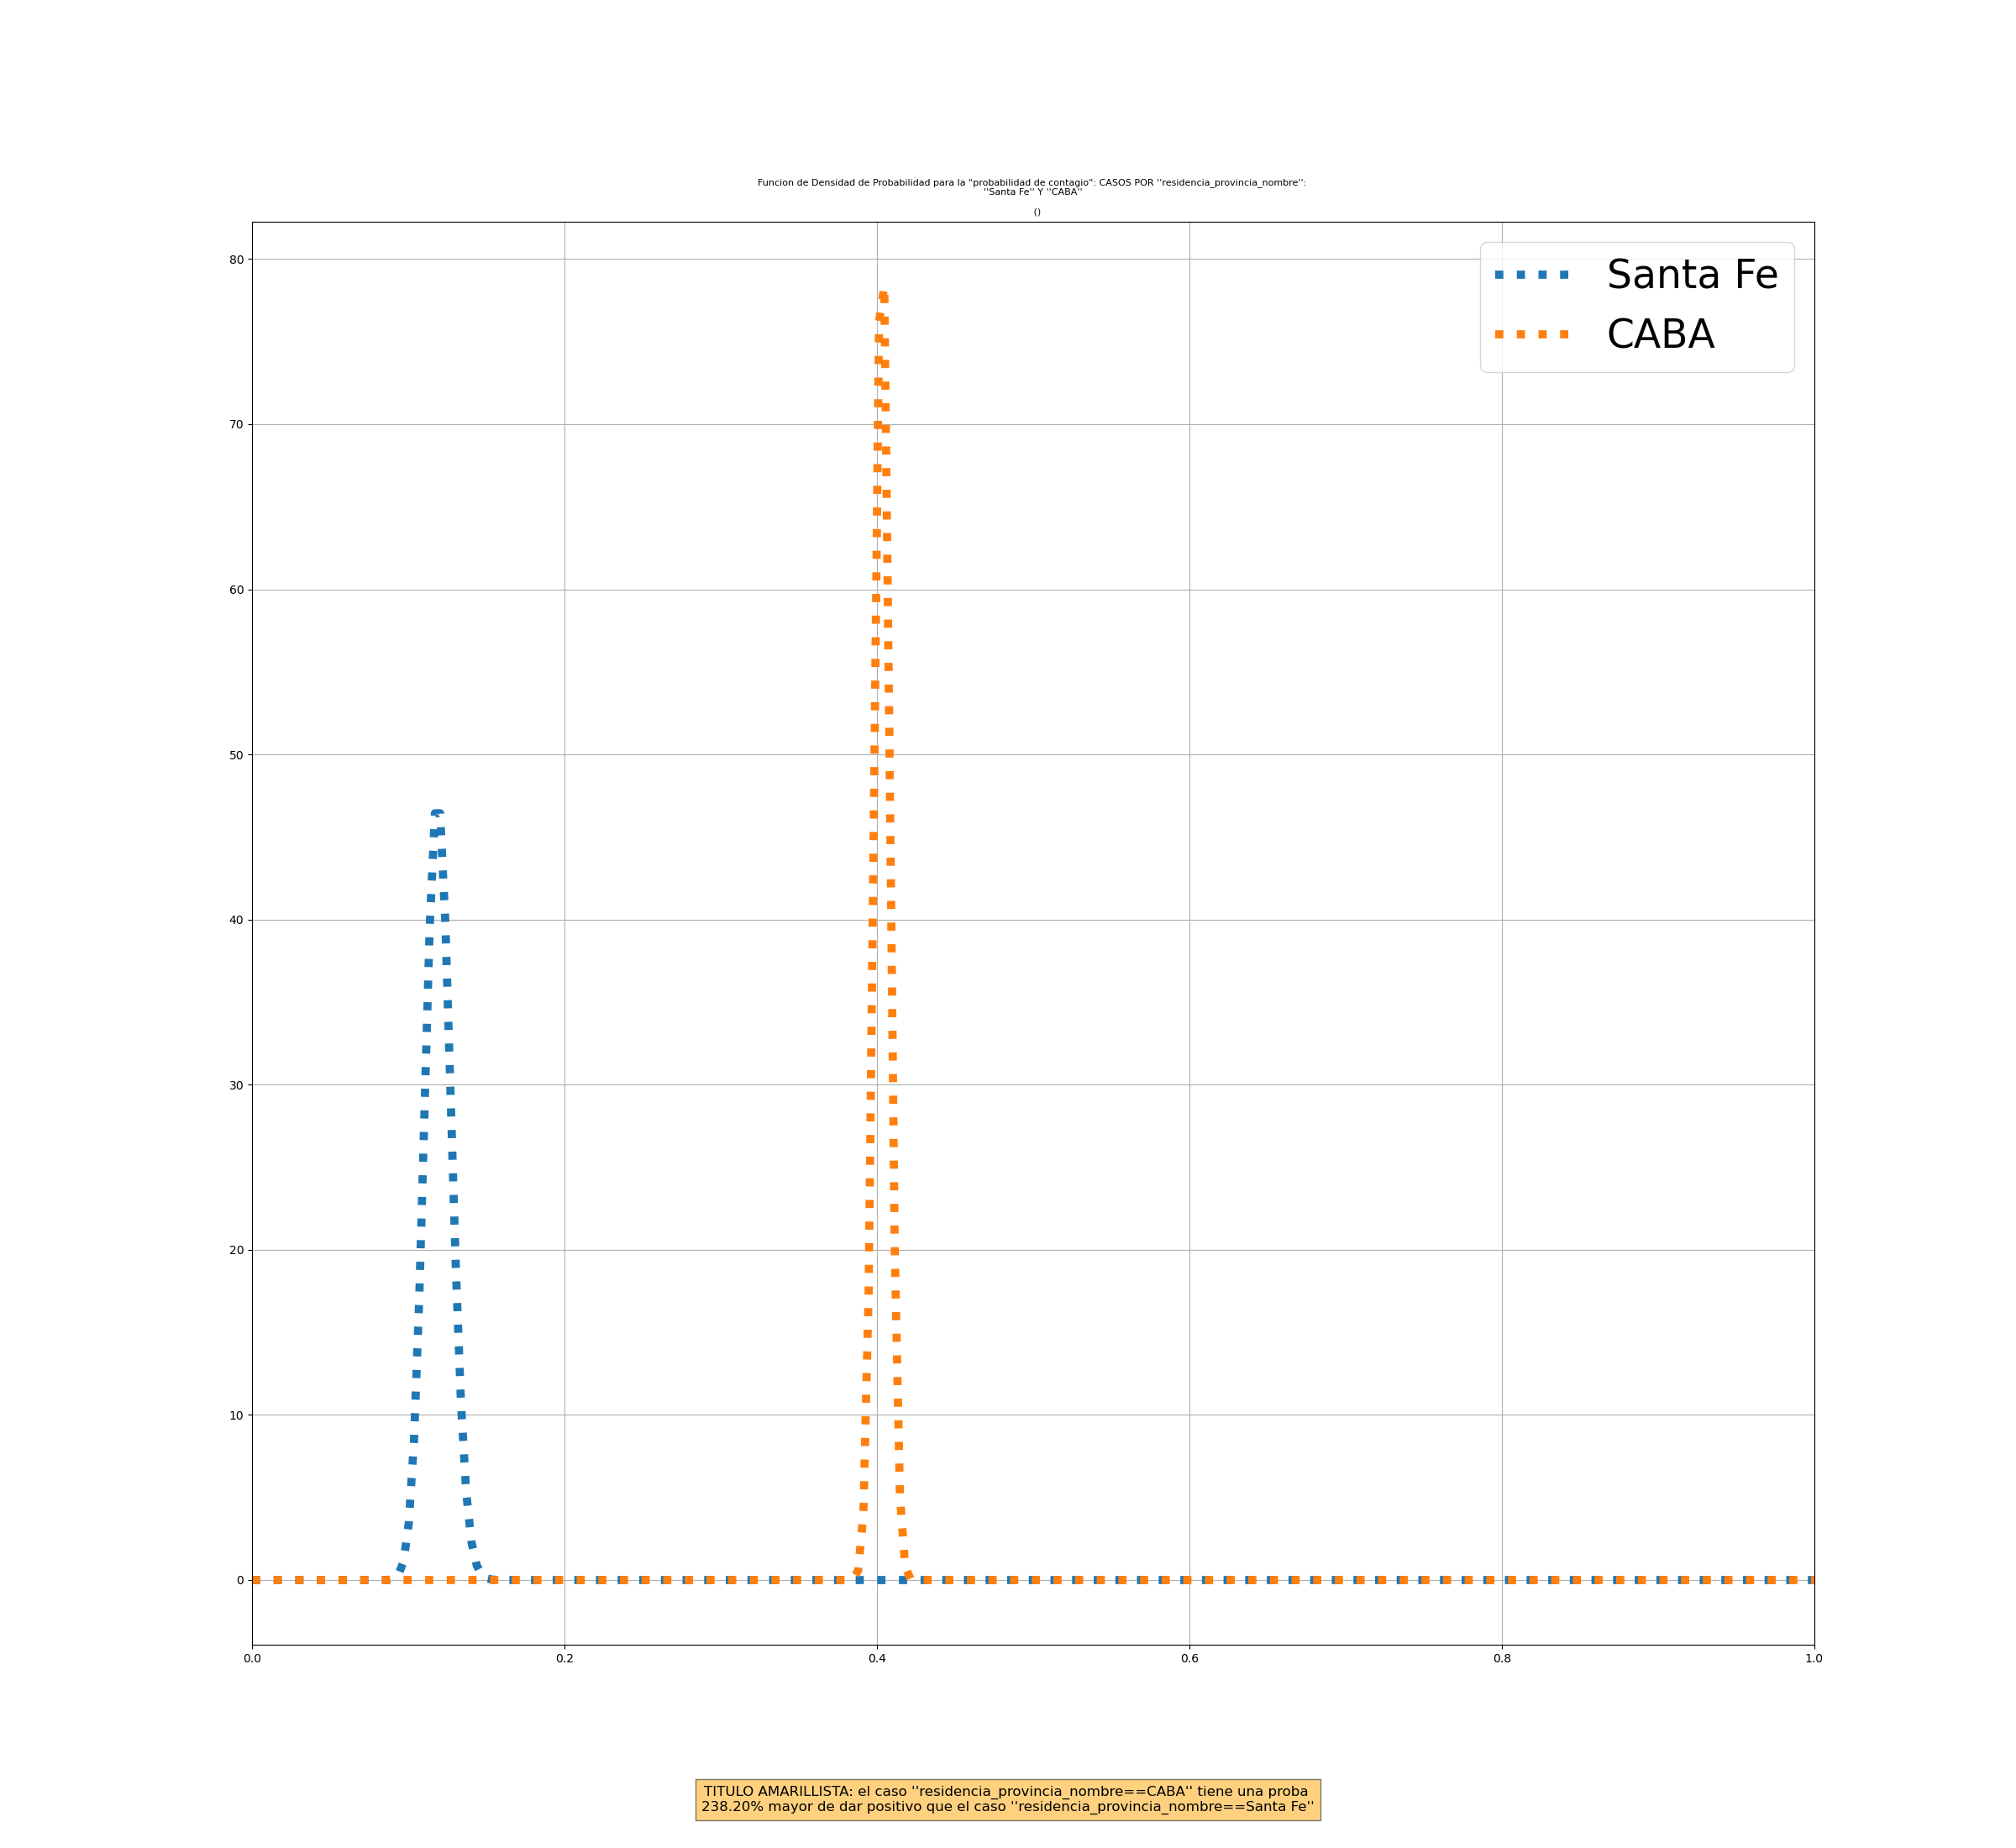 Funcion de Densidad de Probabilidad para la "probabilidad de contagio": CASOS POR ''residencia_provincia_nombre'':
''Santa Fe'' Y ''CABA''
()
Santa Fe
CABA
80
70
60
50
40
30
20
10
0
0.0 0.2 0.4 0.6 0.8 1.0
TITULO AMARILLISTA: el caso ''residencia_provincia_nombre==CABA'' tiene una proba
238.20% mayor de dar positivo que el caso ''residencia_provincia_nombre==Santa Fe''